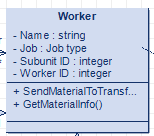 Worker
- Name : string
- Job : Job type
- Subunit ID : integer
- Worker ID : integer
+ SendMaterialToTransf...
+ GetMaterialInfo()